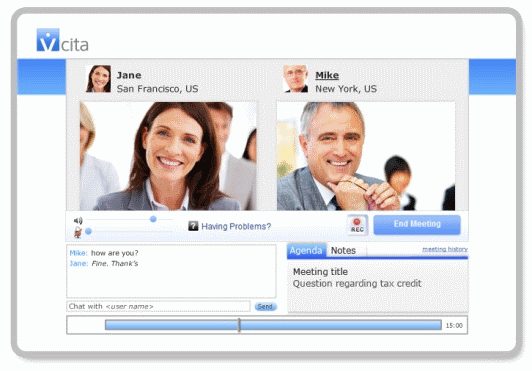 vcita
Jane
San Francisco, US
Mike
New York, US
? Having Problems?
REC
End Meeting
Mike: how are you?
Jane: Fine. Thank's
Chat with <user name>
Send
Agenda Notes
meeting history
Meeting title
Question regarding tax credit
15:00